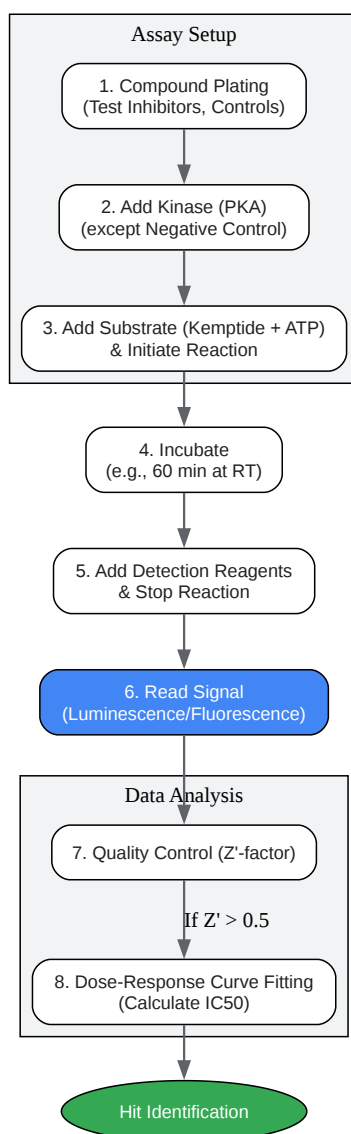 Assay Setup
1. Compound Plating
(Test Inhibitors, Controls)
2. Add Kinase (PKA)
(except Negative Control)
3. Add Substrate (Kemptide + ATP)
& Initiate Reaction
4. Incubate
(e.g., 60 min at RT)
5. Add Detection Reagents
& Stop Reaction
6. Read Signal
(Luminescence/Fluorescence)
Data Analysis
7. Quality Control (Z'-factor)
If Z' > 0.5
8. Dose-Response Curve Fitting
(Calculate IC50)
Hit Identification